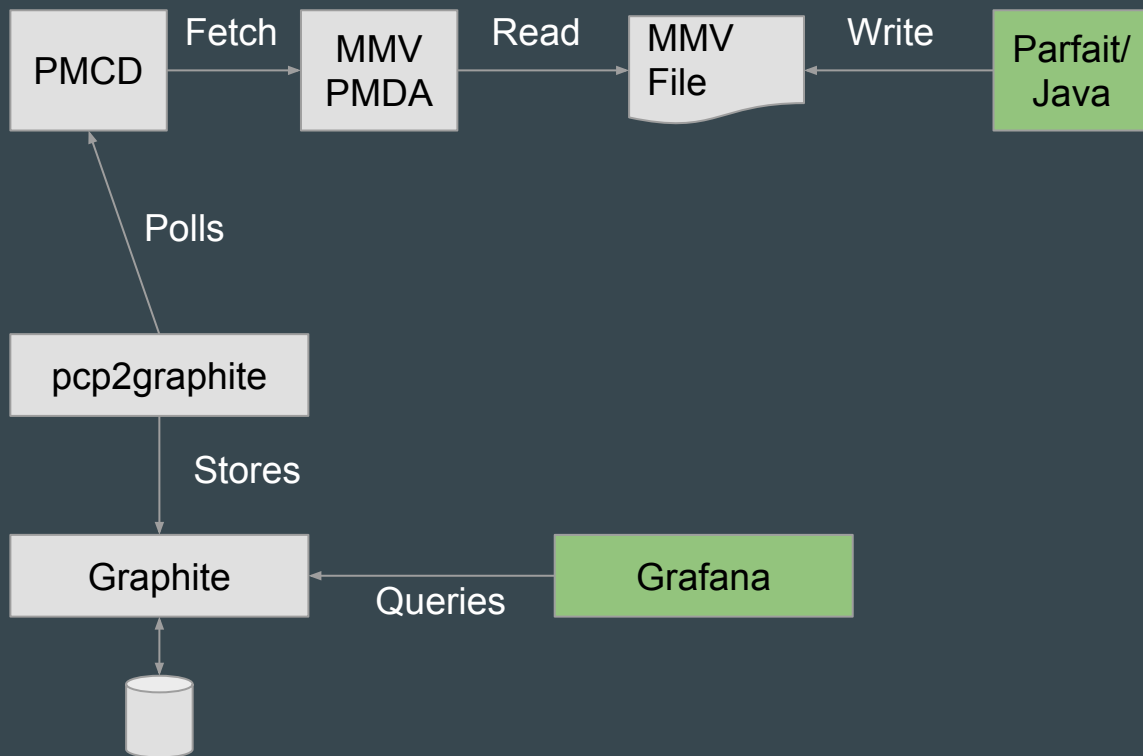 PMCD
Fetch
MMV
PMDA
Read
MMV
File
Write
Parfait/
Java
Polls
pcp2graphite
Stores
Graphite
Queries
Grafana